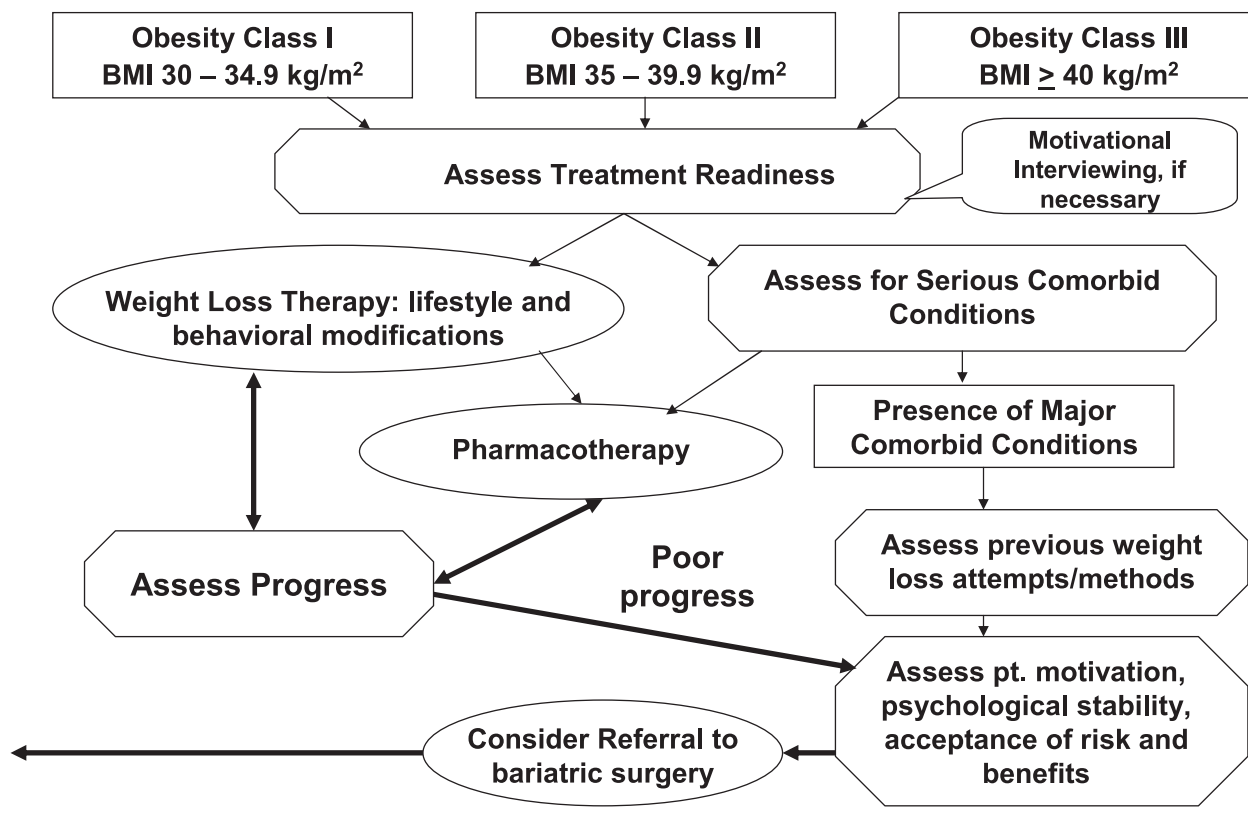 Obesity Class I
BMI 30 – 34.9 kg/m²
Obesity Class II
BMI 35 – 39.9 kg/m²
Obesity Class III
BMI ≥ 40 kg/m²
Assess Treatment Readiness
Motivational
Interviewing, if
necessary
Weight Loss Therapy: lifestyle and
behavioral modifications
Assess for Serious Comorbid
Conditions
Pharmacotherapy
Presence of Major
Comorbid Conditions
Assess Progress
Poor
progress
Assess previous weight
loss attempts/methods
Assess pt. motivation,
psychological stability,
acceptance of risk and
benefits
Consider Referral to
bariatric surgery